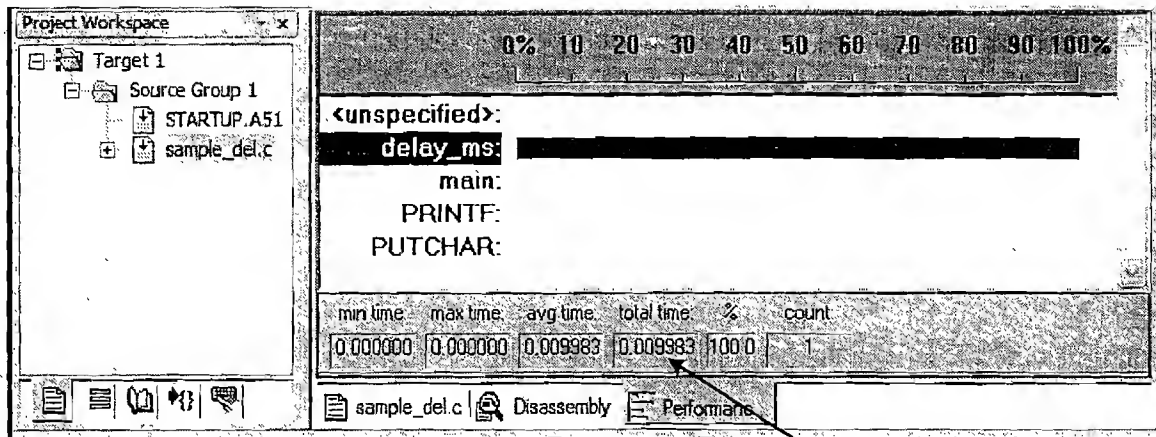 Project Workspace
Target 1
Source Group 1
STARTUP.A51
sample_del.c
0% 10 20 30 40 50 60 70 80 90 100%
<unspecified>:
delay_ms:
main:
PRINTF:
PUTCHAR:
min time: max time: avg time: total time: % count:
0.000000 0.000000 0.009983 0.009983 100.0 1
sample_del.c Disassembly Performanc